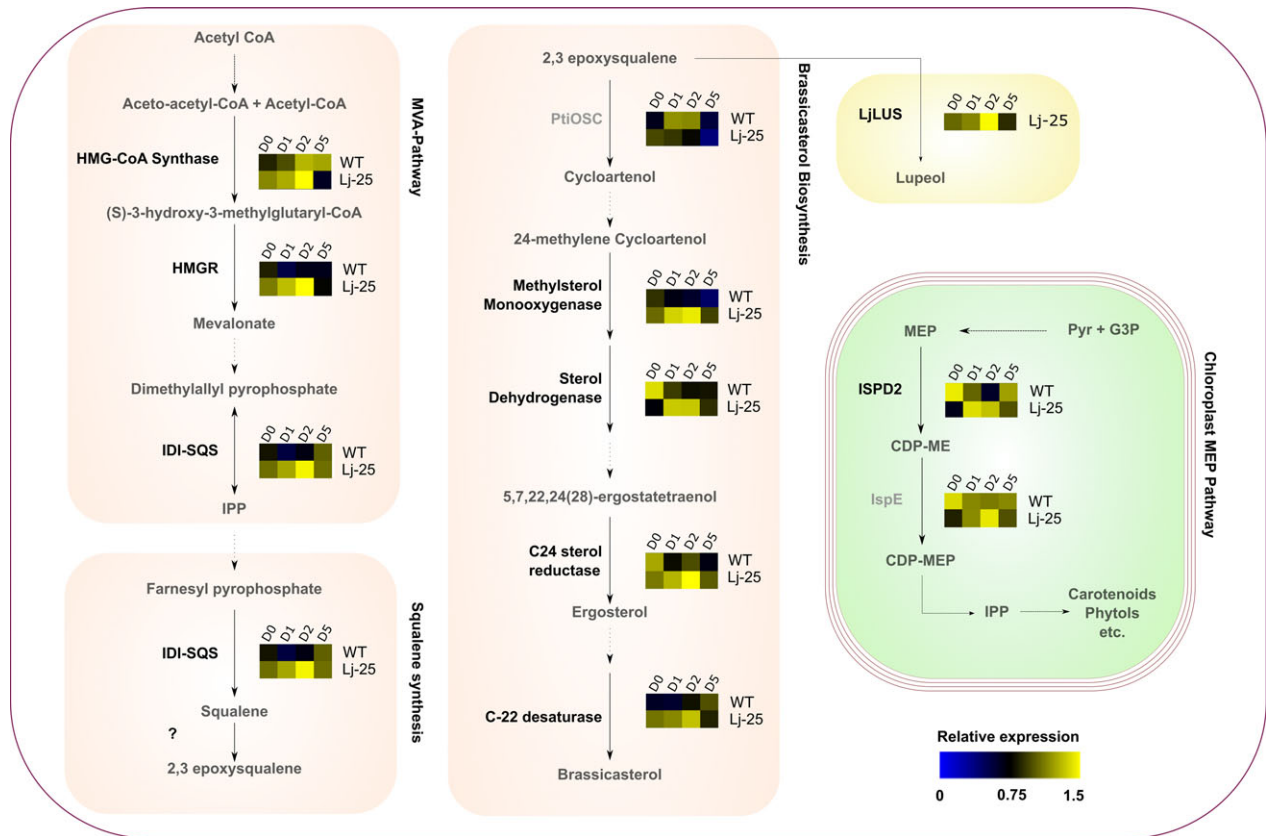 Acetyl CoA
Aceto-acetyl-CoA + Acetyl-CoA
HMG-CoA Synthase
D0 D1 D2 D5
WT
Lj-25
(S)-3-hydroxy-3-methylglutaryl-CoA
HMGR
D0 D1 D2 D5
WT
Lj-25
Mevalonate
Dimethylallyl pyrophosphate
IDI-SQS
D0 D1 D2 D5
WT
Lj-25
IPP
MVA-Pathway
Farnesyl pyrophosphate
IDI-SQS
D0 D1 D2 D5
WT
Lj-25
Squalene
?
2,3 epoxysqualene
Squalene synthesis
2,3 epoxysqualene
PtiOSC
D0 D1 D2 D5
WT
Lj-25
Cycloartenol
24-methylene Cycloartenol
Methylsterol
Monooxygenase
D0 D1 D2 D5
WT
Lj-25
Sterol
Dehydrogenase
D0 D1 D2 D5
WT
Lj-25
5,7,22,24(28)-ergostatetraenol
C24 sterol
reductase
D0 D1 D2 D5
WT
Lj-25
Ergosterol
C-22 desaturase
D0 D1 D2 D5
WT
Lj-25
Brassicasterol
Brassicasterol Biosynthesis
LjLUS
D0 D1 D2 D5
Lj-25
Lupeol
MEP
Pyr + G3P
ISPD2
D0 D1 D2 D5
WT
Lj-25
CDP-ME
IspE
D0 D1 D2 D5
WT
Lj-25
CDP-MEP
IPP
Carotenoids
Phytols
etc.
Chloroplast MEP Pathway
Relative expression
0 0.75 1.5